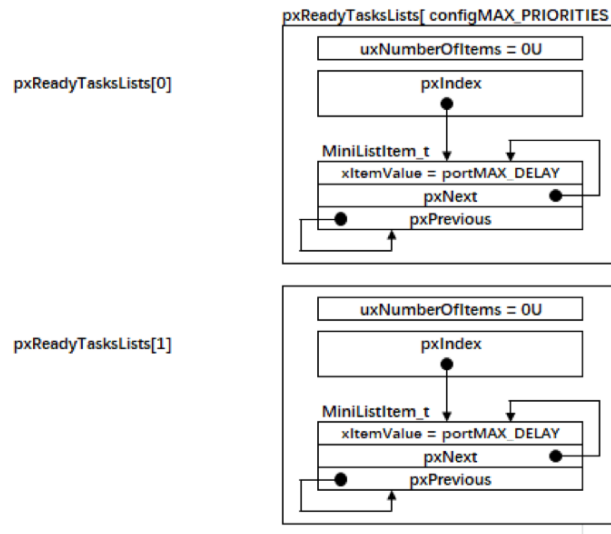 pxReadyTasksLists[ configMAX_PRIORITIES
uxNumberOfItems = 0U
pxReadyTasksLists[0]
pxIndex
MiniListItem_t
xItemValue = portMAX_DELAY
pxNext
pxPrevious
uxNumberOfItems = 0U
pxReadyTasksLists[1]
pxIndex
MiniListItem_t
xItemValue = portMAX_DELAY
pxNext
pxPrevious